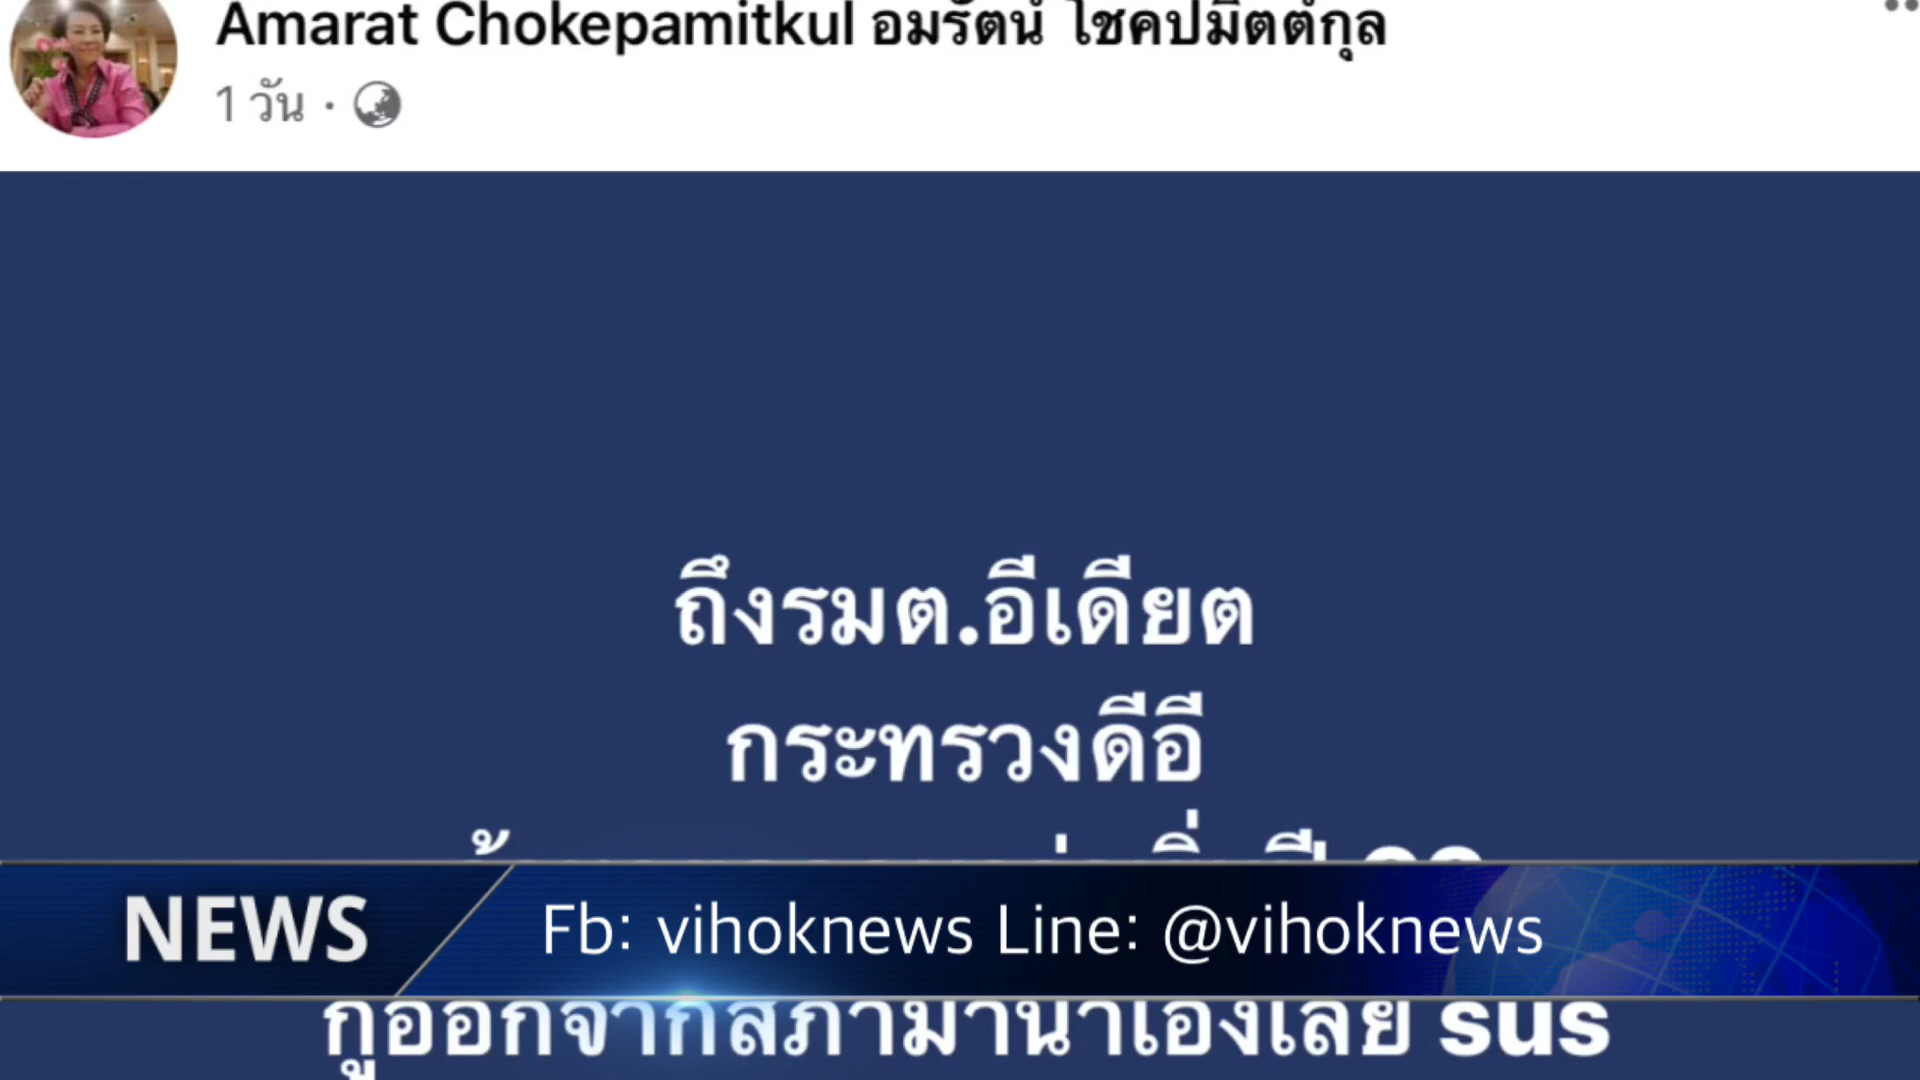 Amarat Chokepamitkul อมรัตน์ โชคปมิตต์กุล
1 วัน ·
ถึงรมต.อีเดียต
กระทรวงดีอี
NEWS
Fb: vihoknews Line: @vihoknews
กูออกจากสภามานาเองเลย sus